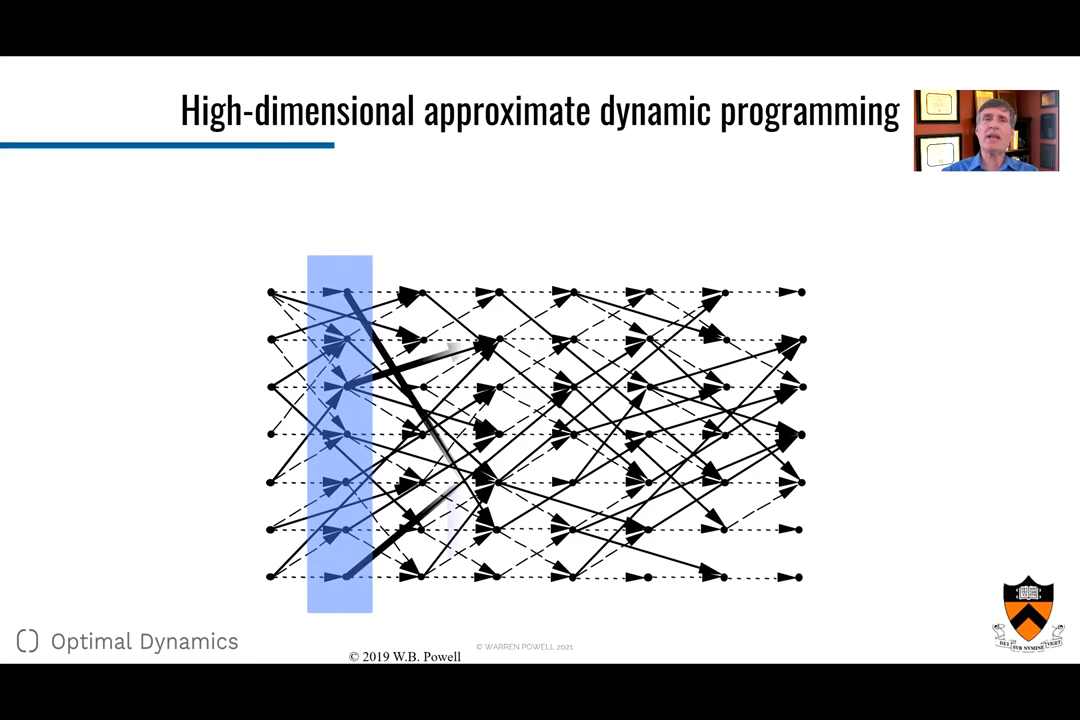 High-dimensional approximate dynamic programming
Optimal Dynamics
© WARREN POWELL 2021
© 2019 W.B. Powell